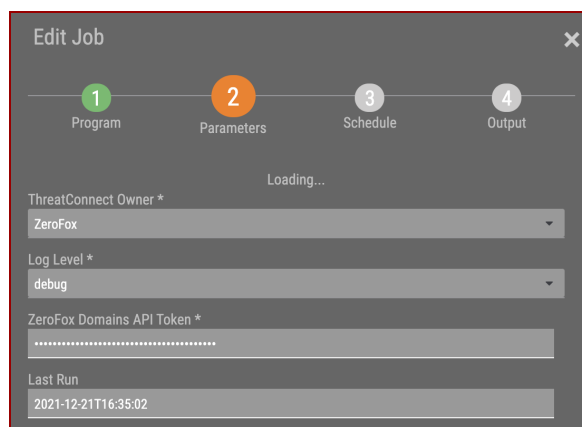 Edit Job
1
2
3
4
Program
Parameters
Schedule
Output
Loading...
ThreatConnect Owner *
ZeroFox
Log Level *
debug
ZeroFox Domains API Token *
Last Run
2021-12-21T16:35:02